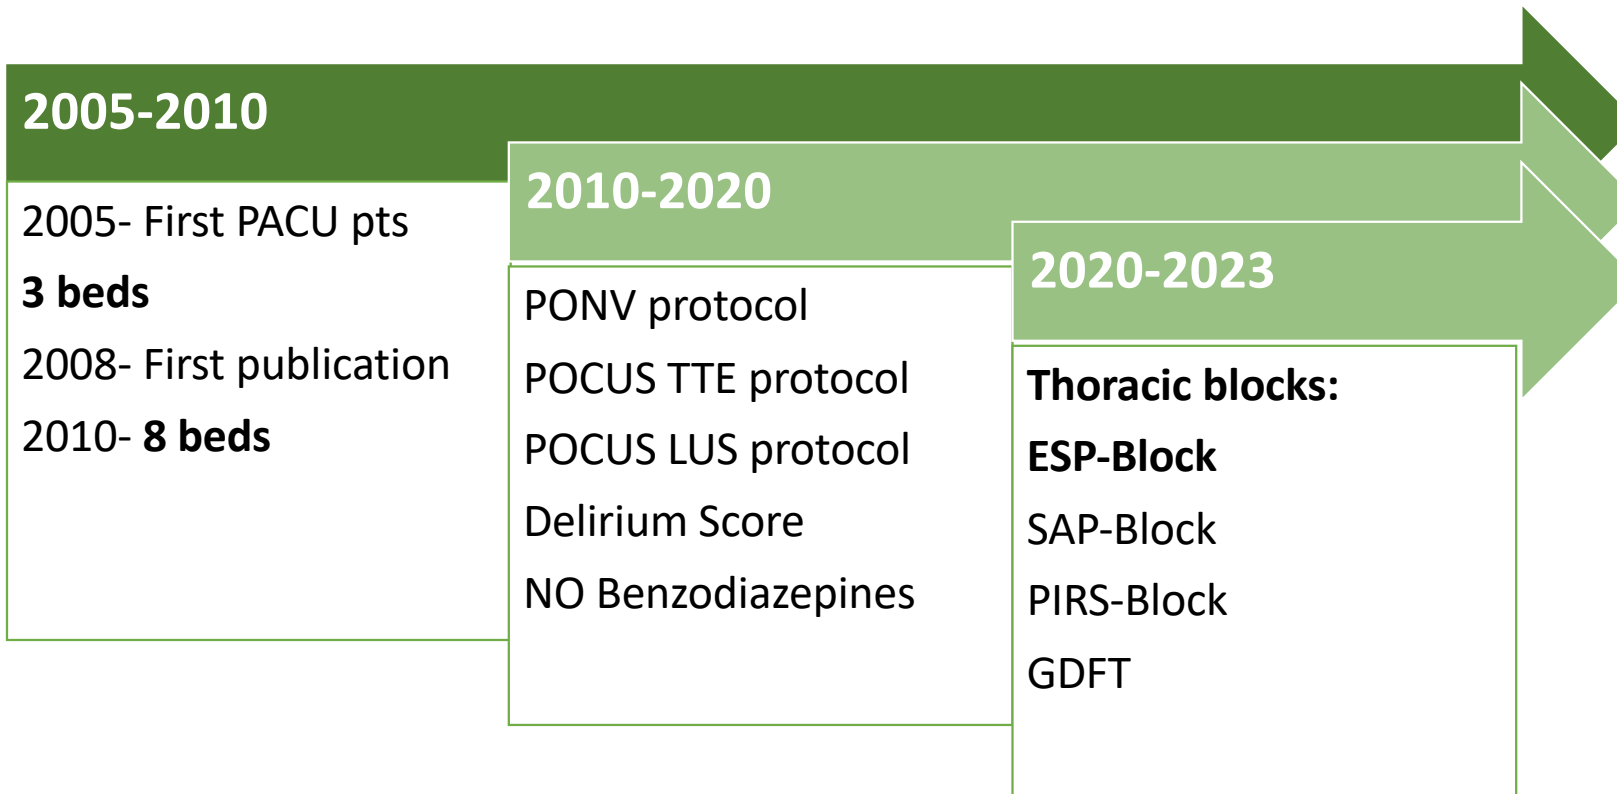 2005-2010
2005- First PACU pts
3 beds
2008- First publication
2010- 8 beds
2010-2020
PONV protocol
POCUS TTE protocol
POCUS LUS protocol
Delirium Score
NO Benzodiazepines
2020-2023
Thoracic blocks:
ESP-Block
SAP-Block
PIRS-Block
GDFT